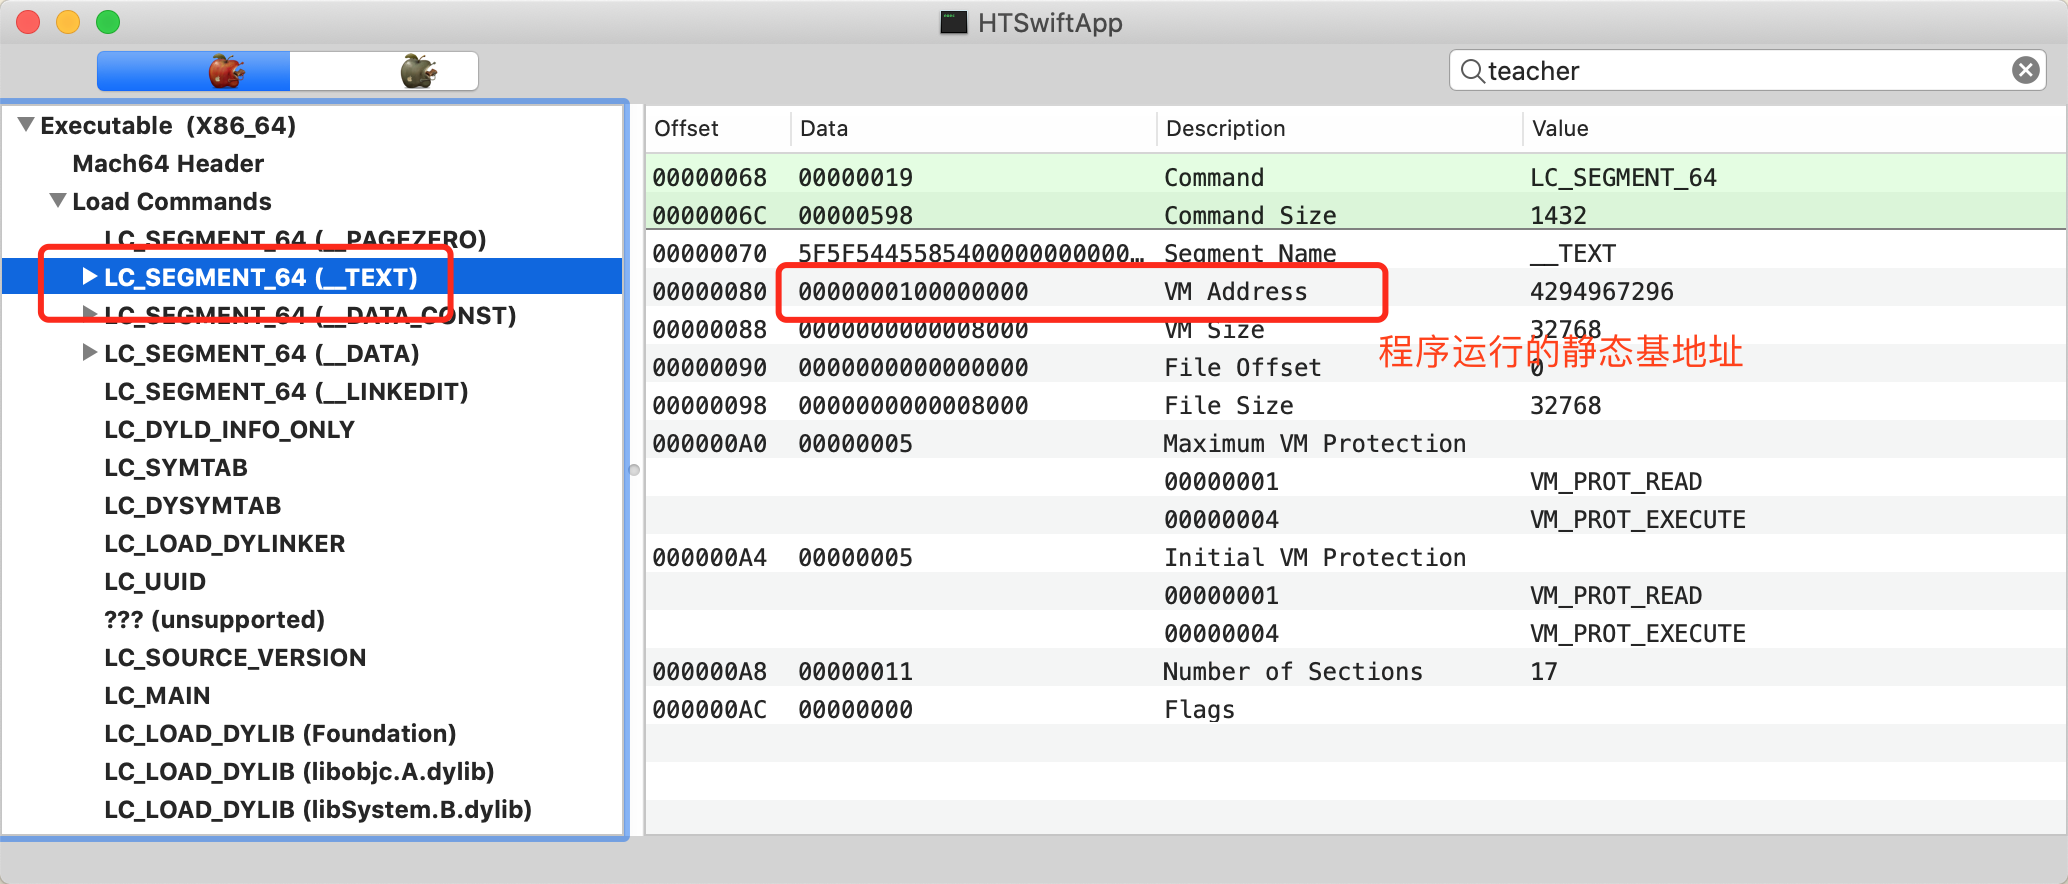 HTSwiftApp
teacher
Executable (X86_64)
Mach64 Header
Load Commands
LC_SEGMENT_64 (__PAGEZERO)
LC_SEGMENT_64 (__TEXT)
LC_SEGMENT_64 (__DATA_CONST)
LC_SEGMENT_64 (__DATA)
LC_SEGMENT_64 (__LINKEDIT)
LC_DYLD_INFO_ONLY
LC_SYMTAB
LC_DYSYMTAB
LC_LOAD_DYLINKER
LC_UUID
??? (unsupported)
LC_SOURCE_VERSION
LC_MAIN
LC_LOAD_DYLIB (Foundation)
LC_LOAD_DYLIB (libobjc.A.dylib)
LC_LOAD_DYLIB (libSystem.B.dylib)
Offset Data Description Value
00000068 00000019 Command LC_SEGMENT_64
0000006C 00000598 Command Size 1432
00000070 5F5F5445585400000000000... Segment Name __TEXT
00000080 0000000100000000 VM Address 4294967296
00000088 0000000000008000 VM Size 32768
程序运行的静态基地址
00000090 0000000000000000 File Offset 0
00000098 0000000000008000 File Size 32768
000000A0 00000005 Maximum VM Protection
00000001 VM_PROT_READ
00000004 VM_PROT_EXECUTE
000000A4 00000005 Initial VM Protection
00000001 VM_PROT_READ
00000004 VM_PROT_EXECUTE
000000A8 00000011 Number of Sections 17
000000AC 00000000 Flags